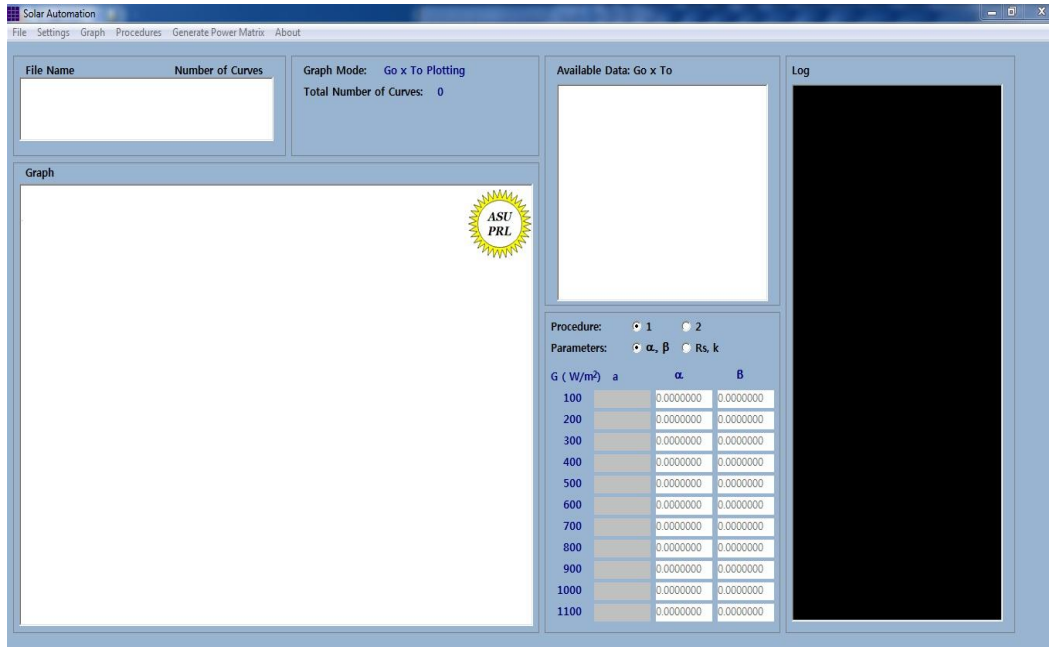 Solar Automation
File Settings Graph Procedures Generate Power Matrix About
File Name Number of Curves
Graph Mode: Go x To Plotting
Total Number of Curves: 0
Available Data: Go x To
Log
Graph
ASU
PRL
Procedure: 1 2
Parameters: α, β Rs, k
G ( W/m²) a α β
100 0.0000000 0.0000000
200 0.0000000 0.0000000
300 0.0000000 0.0000000
400 0.0000000 0.0000000
500 0.0000000 0.0000000
600 0.0000000 0.0000000
700 0.0000000 0.0000000
800 0.0000000 0.0000000
900 0.0000000 0.0000000
1000 0.0000000 0.0000000
1100 0.0000000 0.0000000